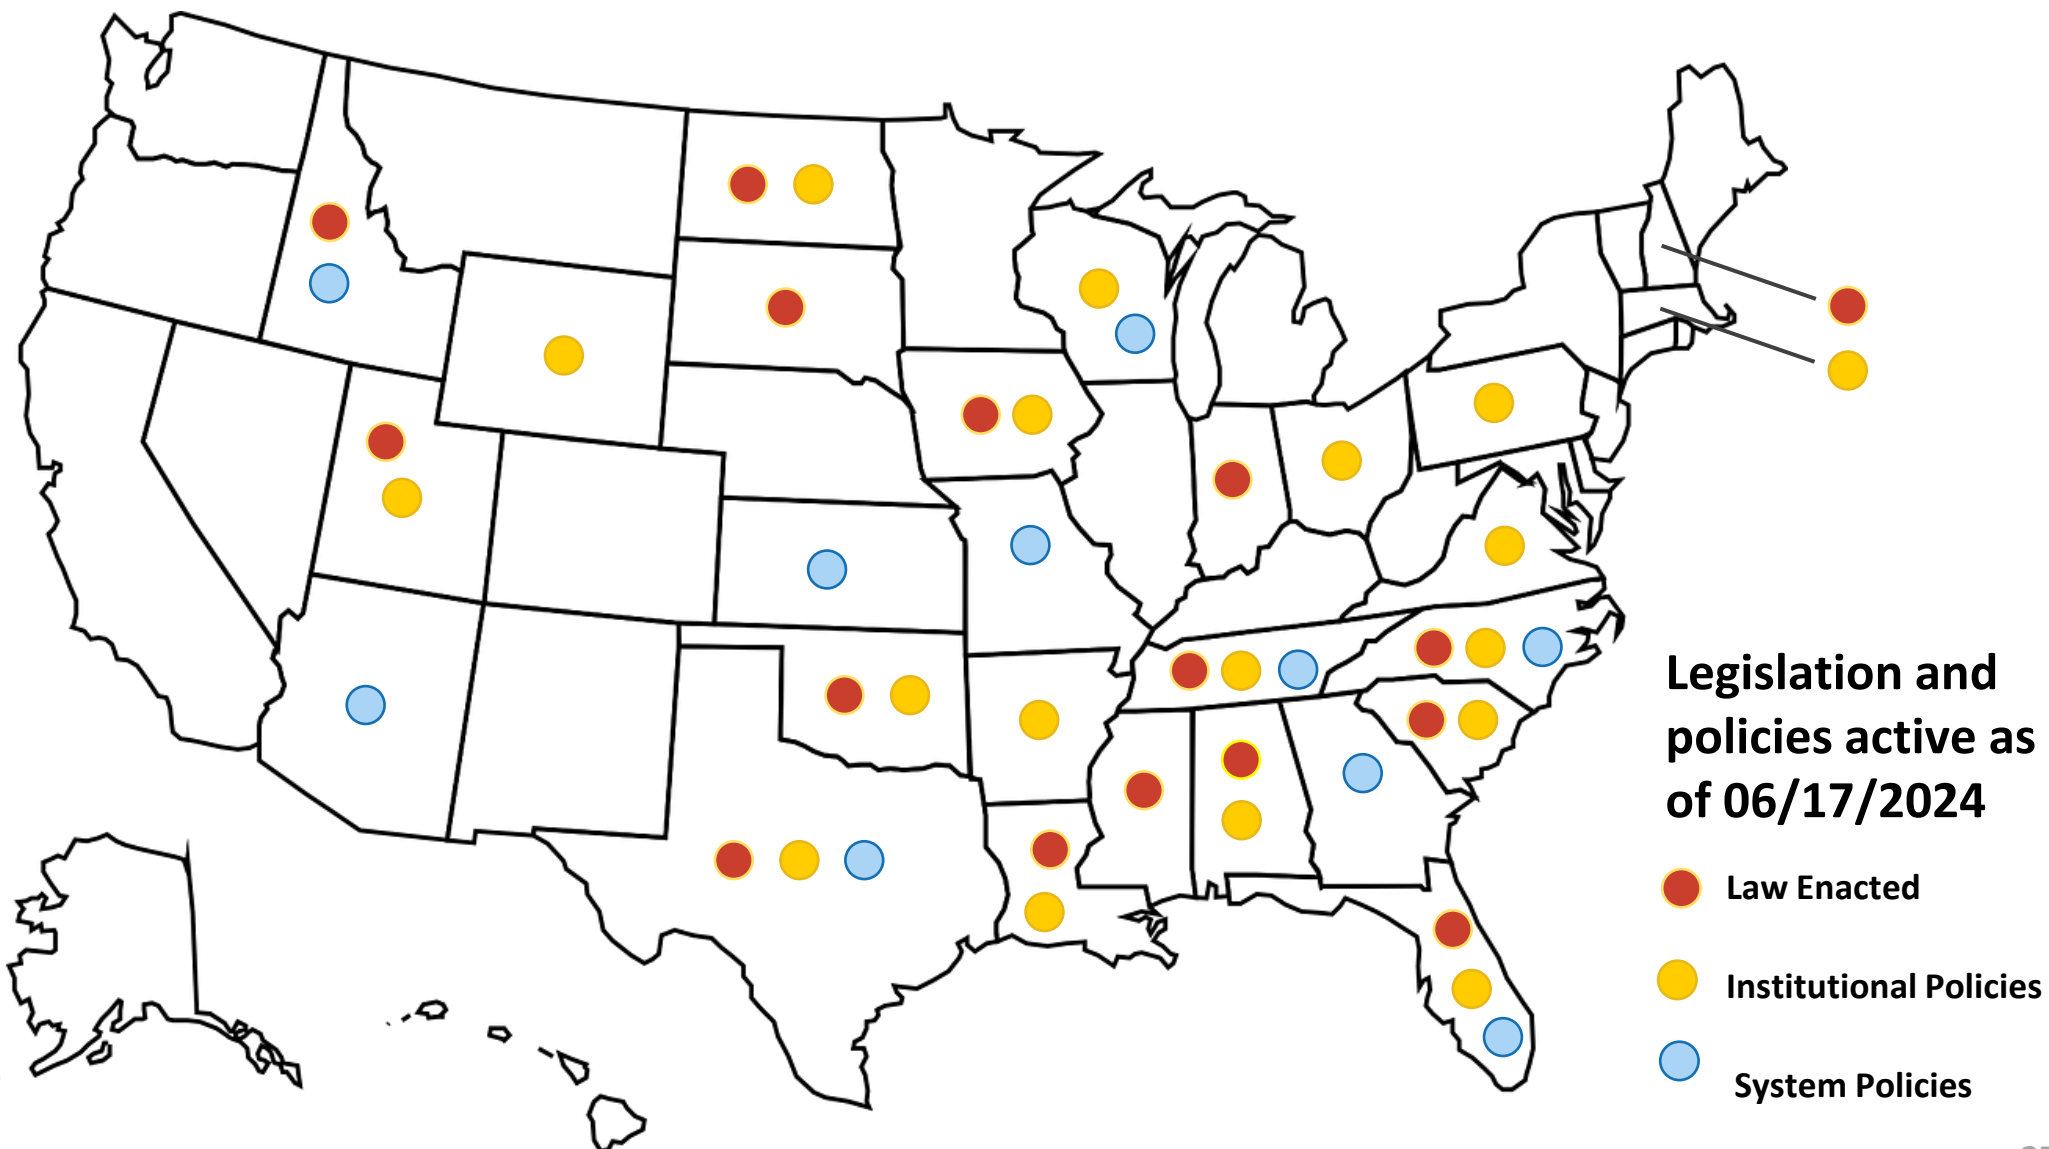 Legislation and
policies active as
of 06/17/2024
Law Enacted
Institutional Policies
System Policies